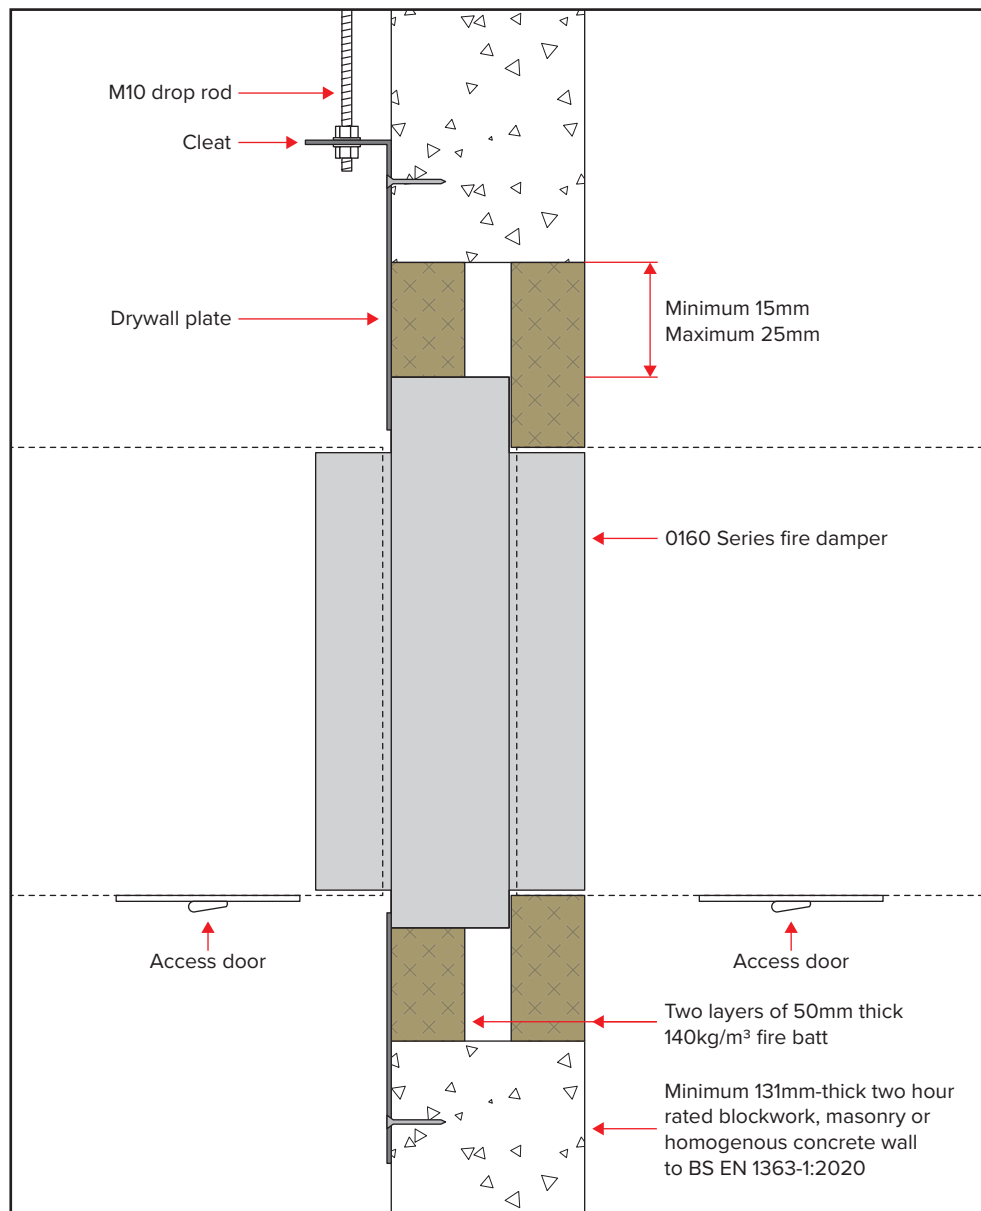 M10 drop rod
Cleat
Drywall plate
Minimum 15mm
Maximum 25mm
0160 Series fire damper
Access door
Access door
Two layers of 50mm thick
140kg/m³ fire batt
Minimum 131mm-thick two hour
rated blockwork, masonry or
homogenous concrete wall
to BS EN 1363-1:2020